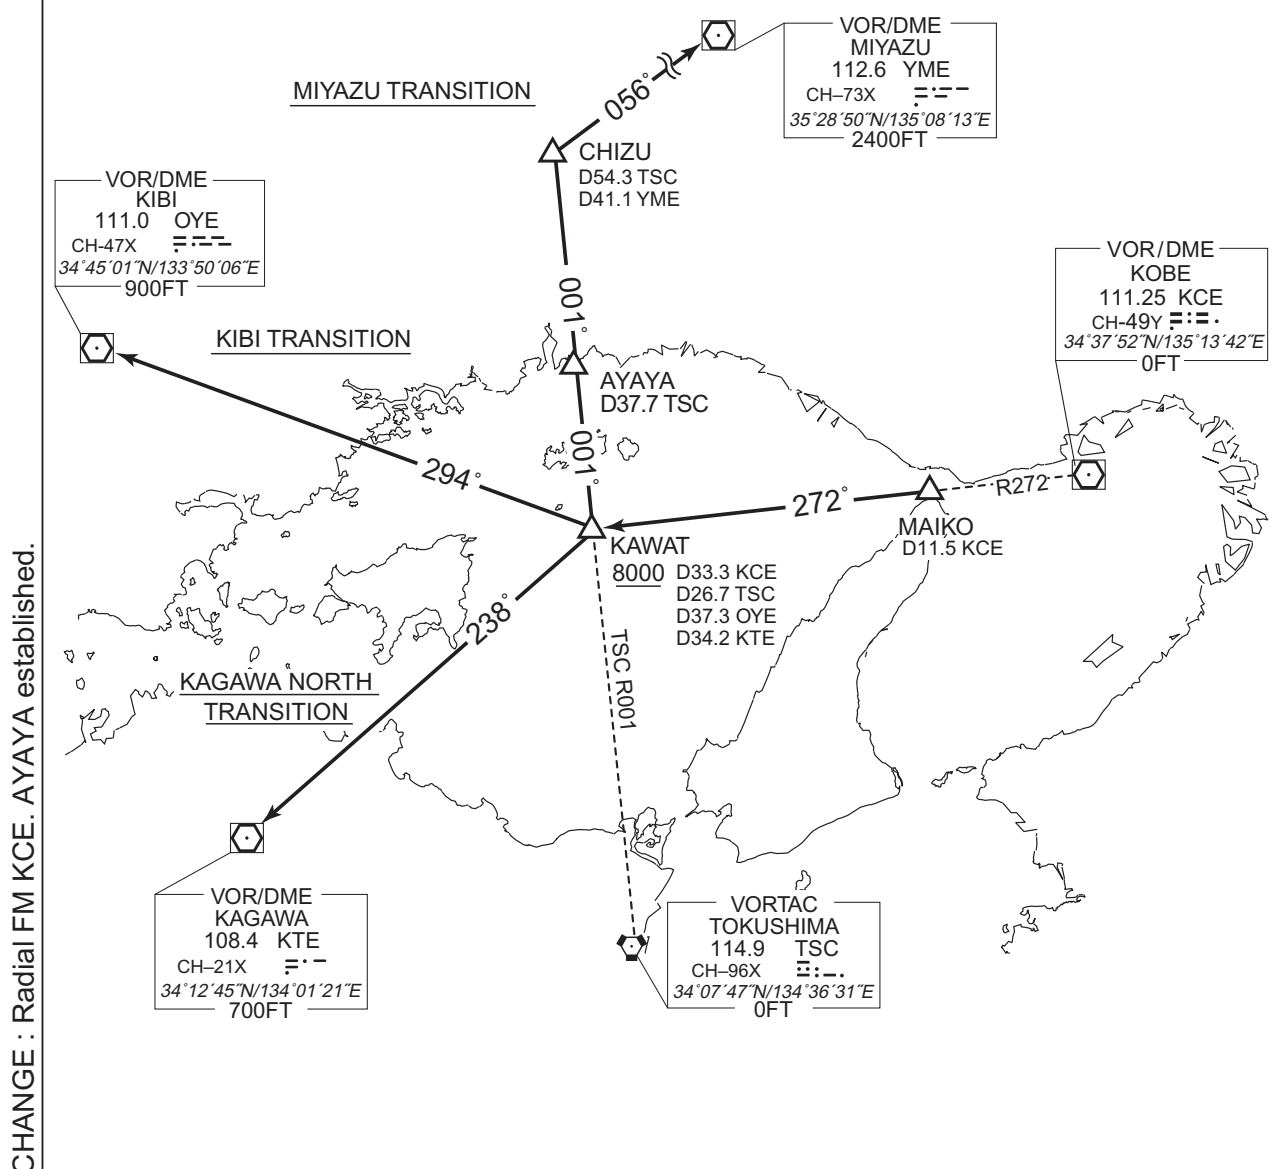 VOR/DME
MIYAZU
112.6 YME
CH–73X
35°28´50˝N/135°08´13˝E
2400FT
MIYAZU TRANSITION
056°
CHIZU
D54.3 TSC
D41.1 YME
VOR/DME
KIBI
111.0 OYE
CH-47X
34°45´01˝N/133°50´06˝E
900FT
VOR/DME
KOBE
111.25 KCE
CH-49Y
34°37´52˝N/135°13´42˝E
0FT
001°
KIBI TRANSITION
AYAYA
D37.7 TSC
001°
294°
272°
R272
MAIKO
D11.5 KCE
KAWAT
8000
D33.3 KCE
D26.7 TSC
D37.3 OYE
D34.2 KTE
238°
TSC R001
KAGAWA NORTH
TRANSITION
VOR/DME
KAGAWA
108.4 KTE
CH–21X
34°12´45˝N/134°01´21˝E
700FT
VORTAC
TOKUSHIMA
114.9 TSC
CH–96X
34°07´47˝N/134°36´31˝E
0FT
CHANGE : Radial FM KCE. AYAYA established.